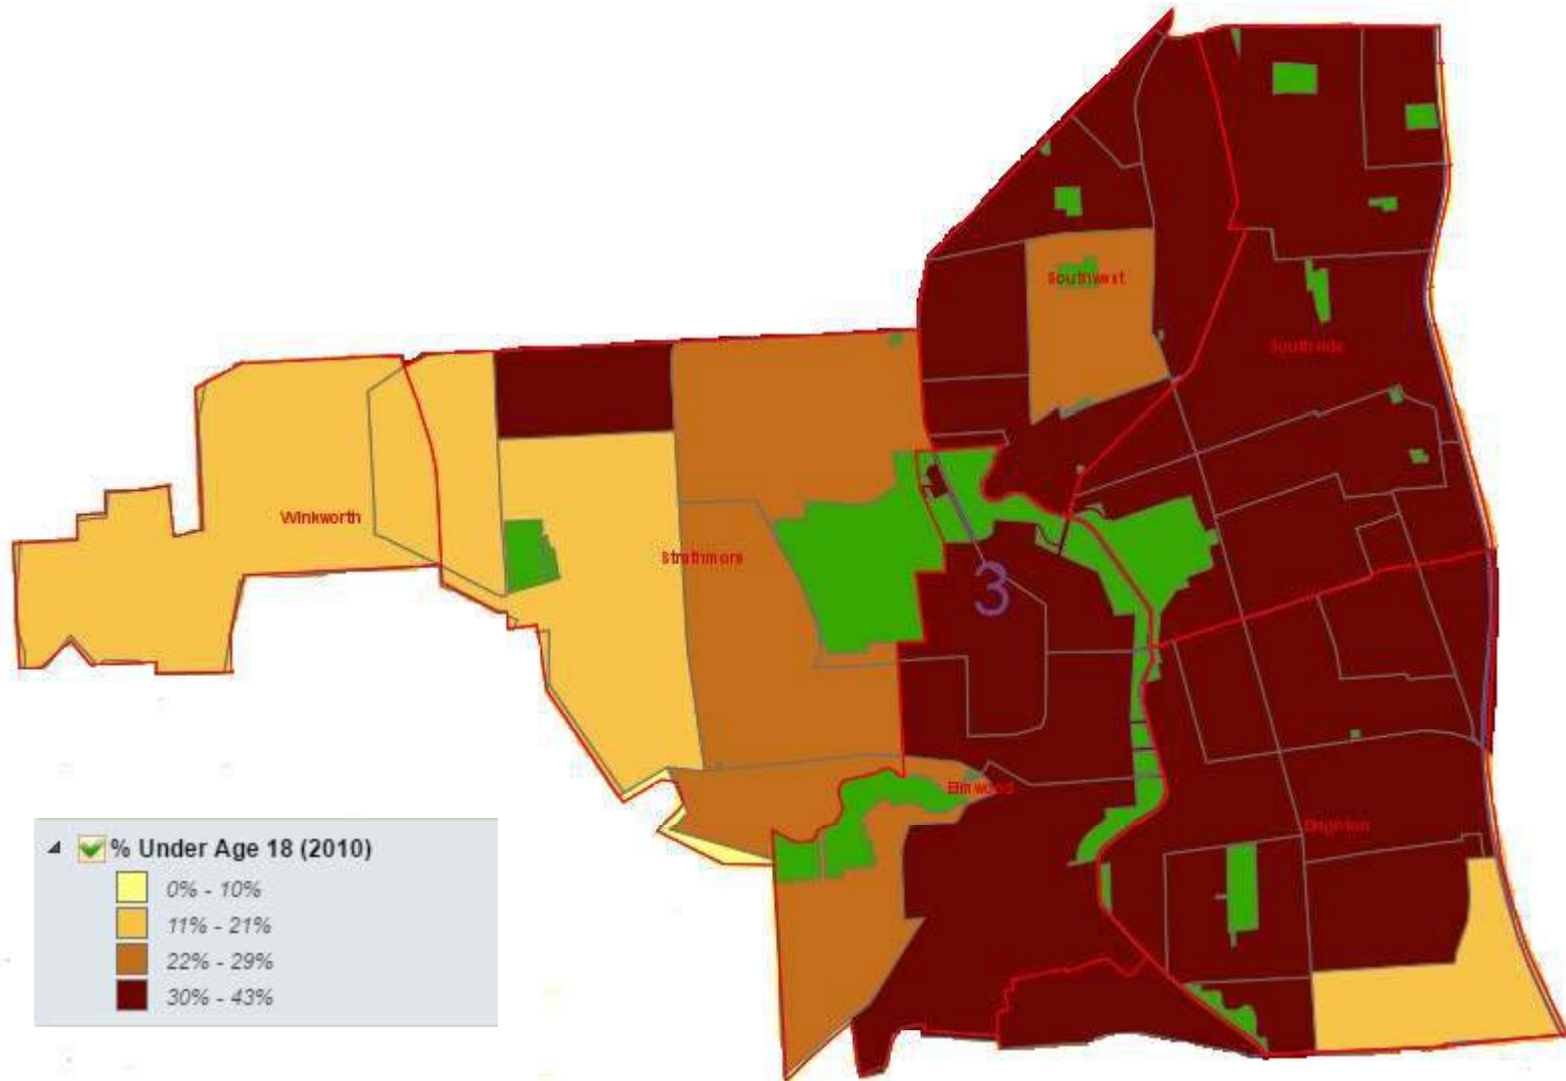 Southwest
Southside
Winkworth
Strathmore
3
Elmwood
Brighton
% Under Age 18 (2010)
0% - 10%
11% - 21%
22% - 29%
30% - 43%